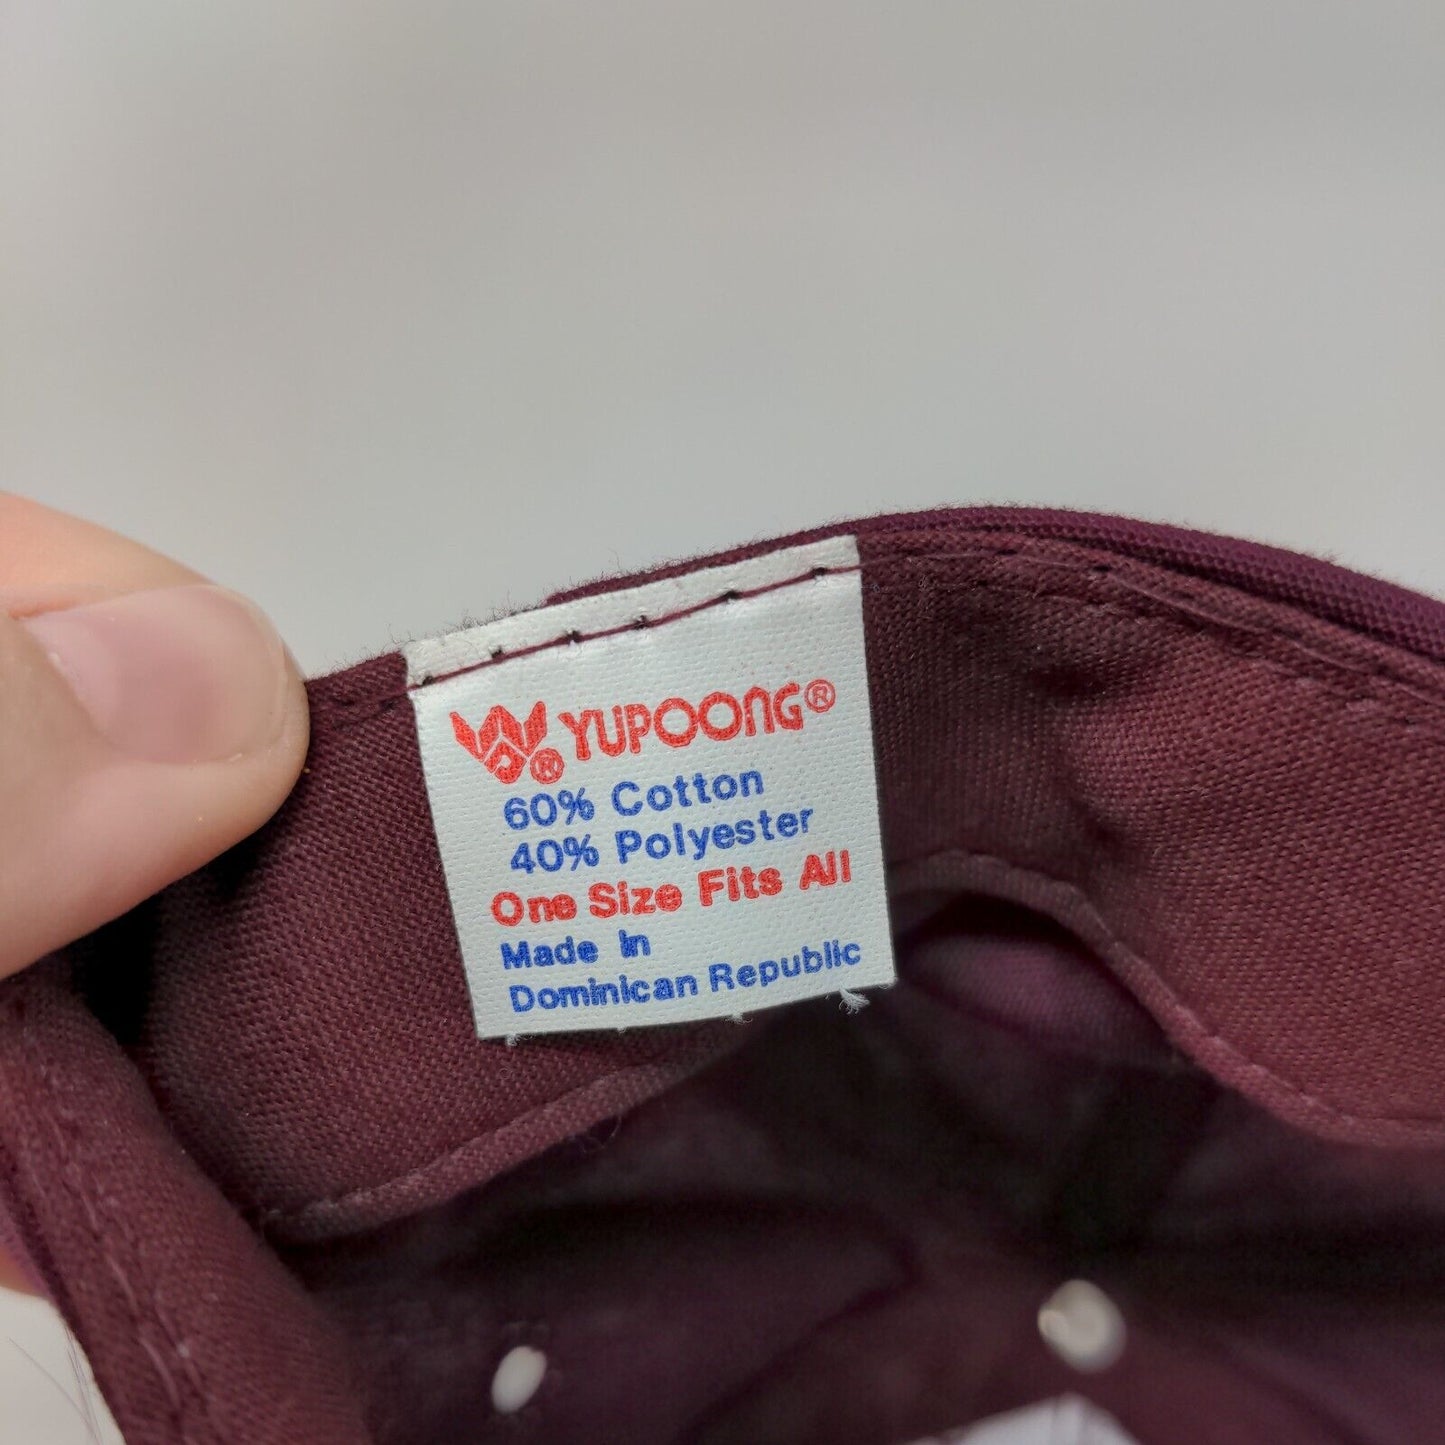 ® YUPOONG®
60% Cotton
40% Polyester
One Size Fits All
Made In
Dominican Republic